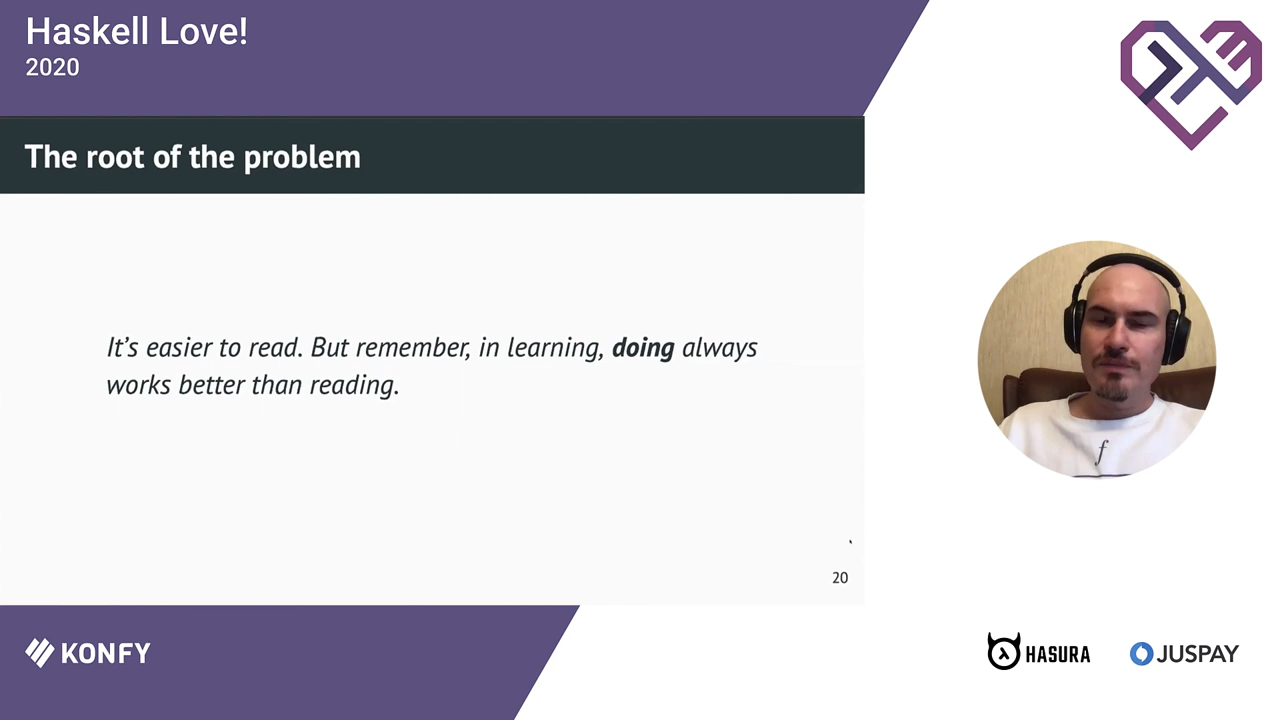 Haskell Love!
2020
The root of the problem
It's easier to read. But remember, in learning, doing always
works better than reading.
f
20
KONFY
HASURA
JUSPAY